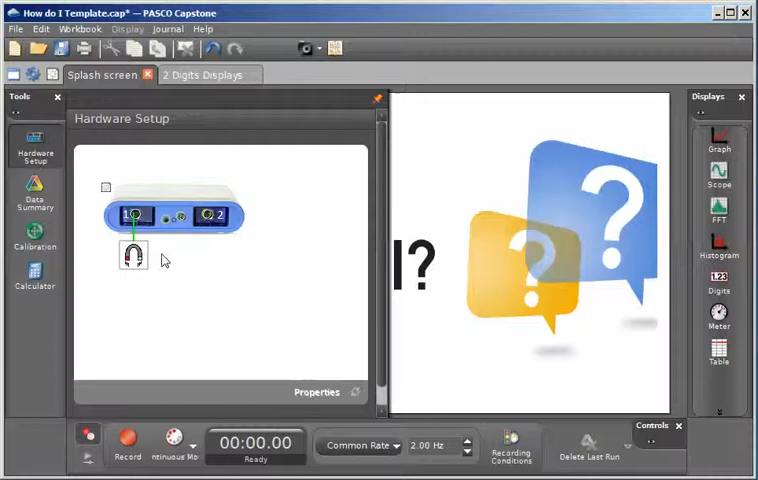 How do I Template.cap* - PASCO Capstone
File Edit Workbook Display Journal Help
Splash screen
2 Digits Displays
Tools
Hardware
Setup
Data
Summary
Calibration
Calculator
Hardware Setup
1
2
Properties
I?
? ?
Displays
Graph
Scope
FFT
Histogram
1.23
Digits
Meter
Table
Record
ntinuous Mo
00:00.00
Ready
Common Rate
2.00 Hz
Recording
Conditions
Delete Last Run
Controls